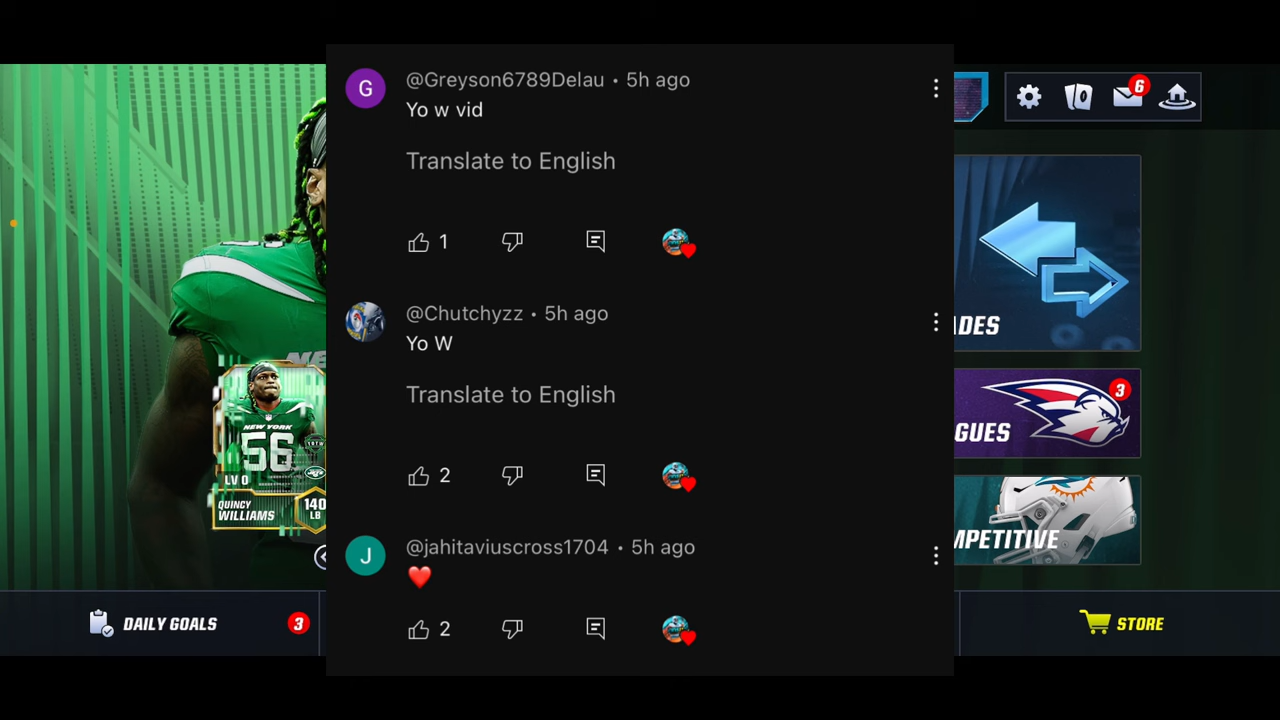 G
@Greyson6789Delau • 5h ago
Yo w vid
Translate to English
1
@Chutchyzz • 5h ago
Yo W
Translate to English
2
J
@jahitaviuscross1704 • 5h ago
❤️
2
NEW YORK
56
LV 0
QUINCY
WILLIAMS
140
LB
DAILY GOALS
3
6
ADES
GUES
3
MPETITIVE
STORE